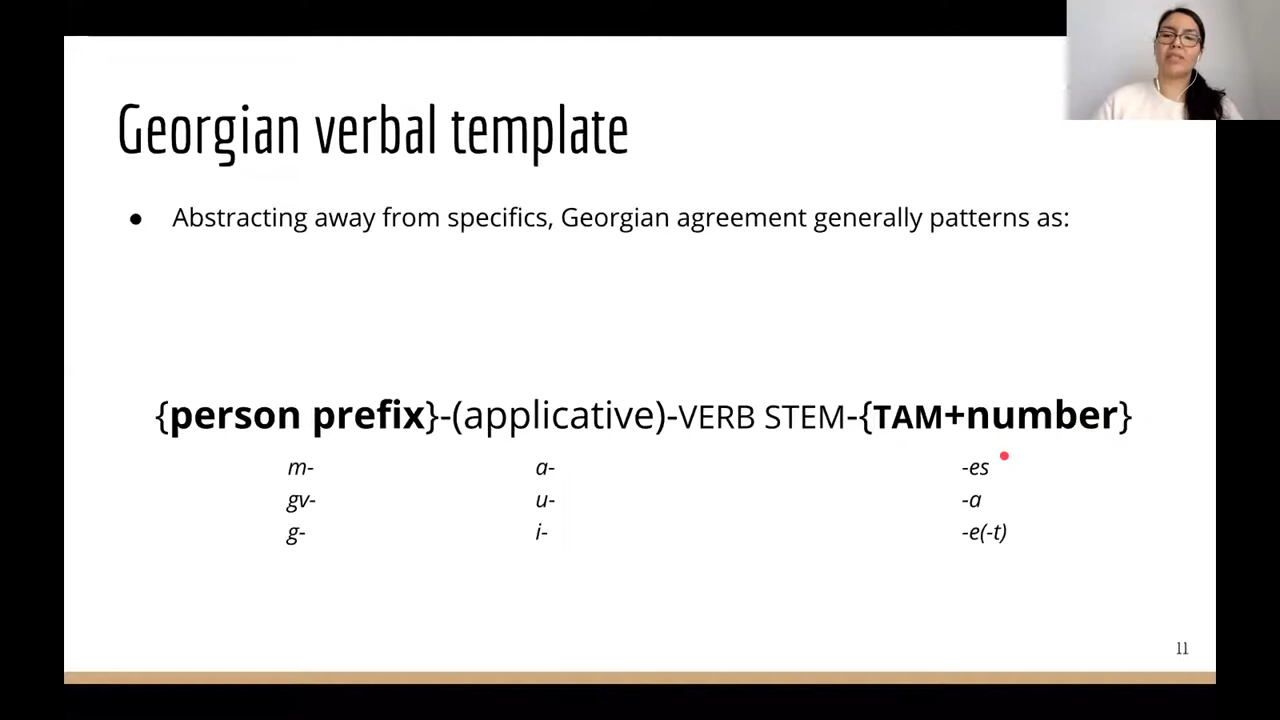 Georgian verbal template
● Abstracting away from specifics, Georgian agreement generally patterns as:
{person prefix}-(applicative)-VERB STEM-{TAM+number}
m- a- -es
gv- u- -a
g- i- -e(-t)
11